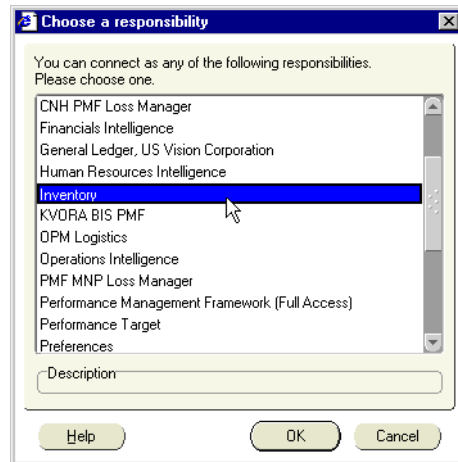 Choose a responsibility
You can connect as any of the following responsibilities.
Please choose one.
CNH PMF Loss Manager
Financials Intelligence
General Ledger, US Vision Corporation
Human Resources Intelligence
Inventory
KVORA BIS PMF
OPM Logistics
Operations Intelligence
PMF MNP Loss Manager
Performance Management Framework (Full Access)
Performance Target
Preferences
Description
Help OK Cancel